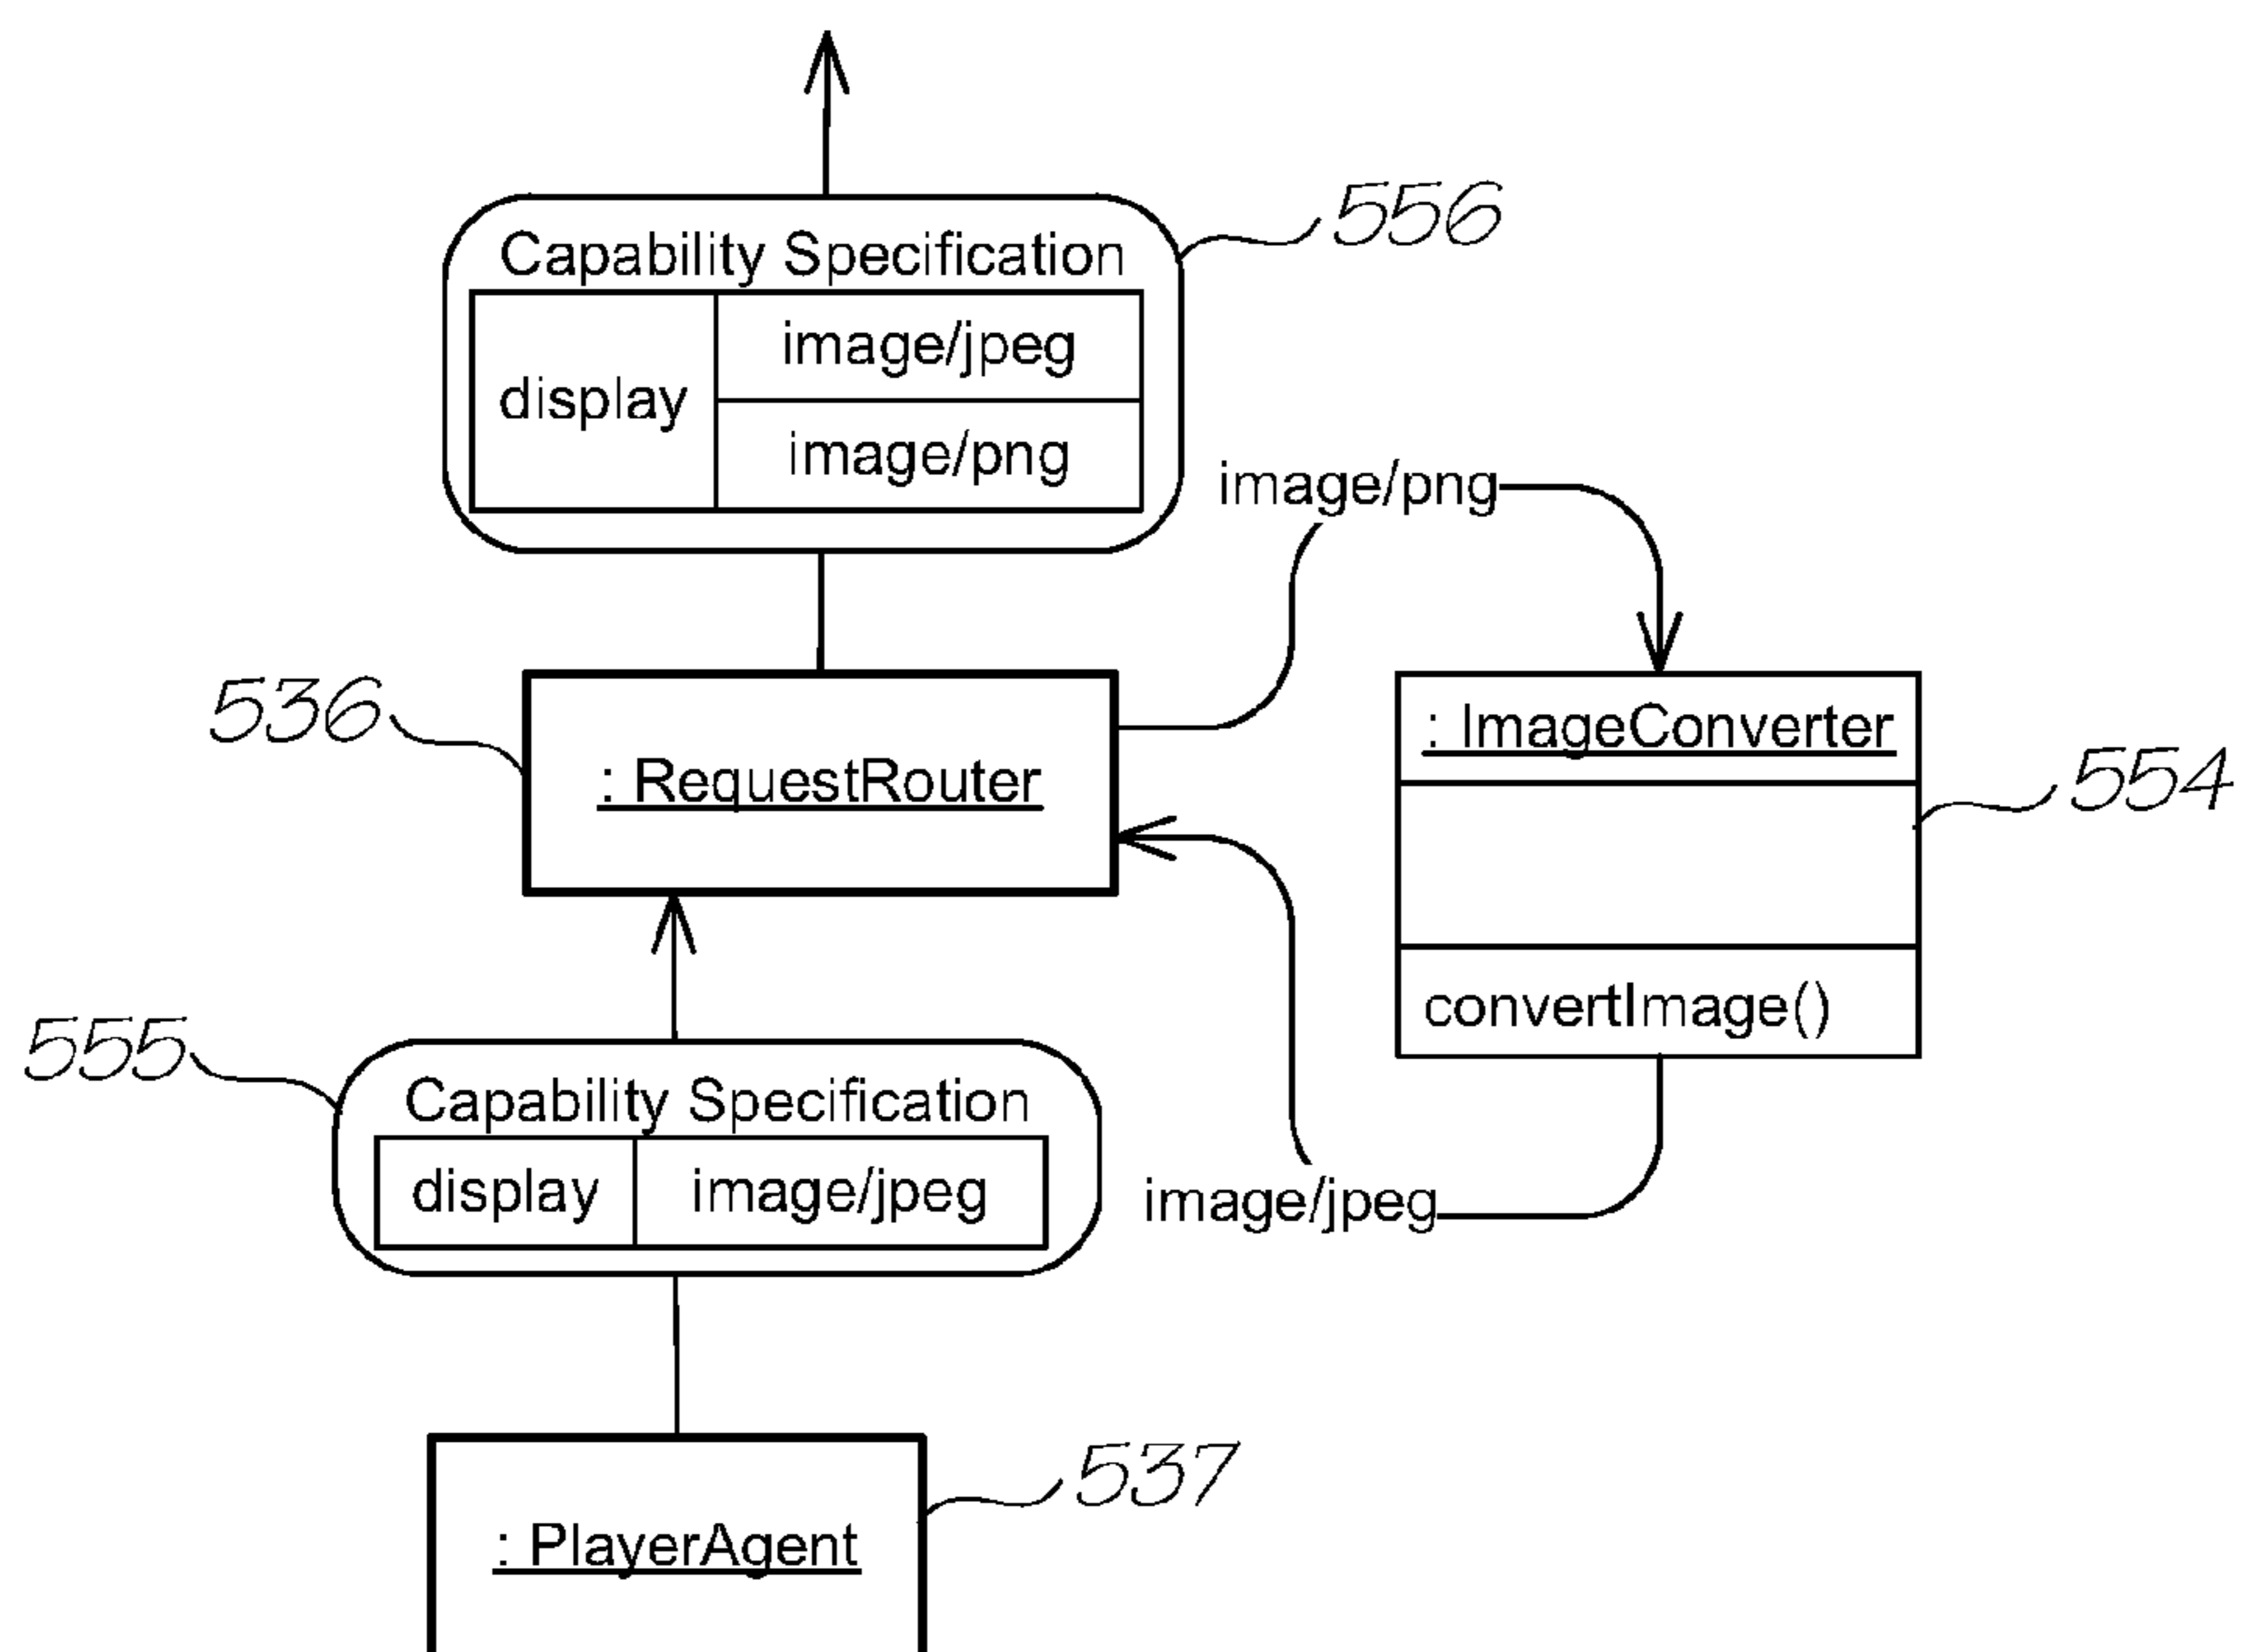 556
Capability Specification
display
image/jpeg
image/png
image/png
536
: RequestRouter
: ImageConverter
554
convertImage()
555
Capability Specification
display
image/jpeg
image/jpeg
537
: PlayerAgent